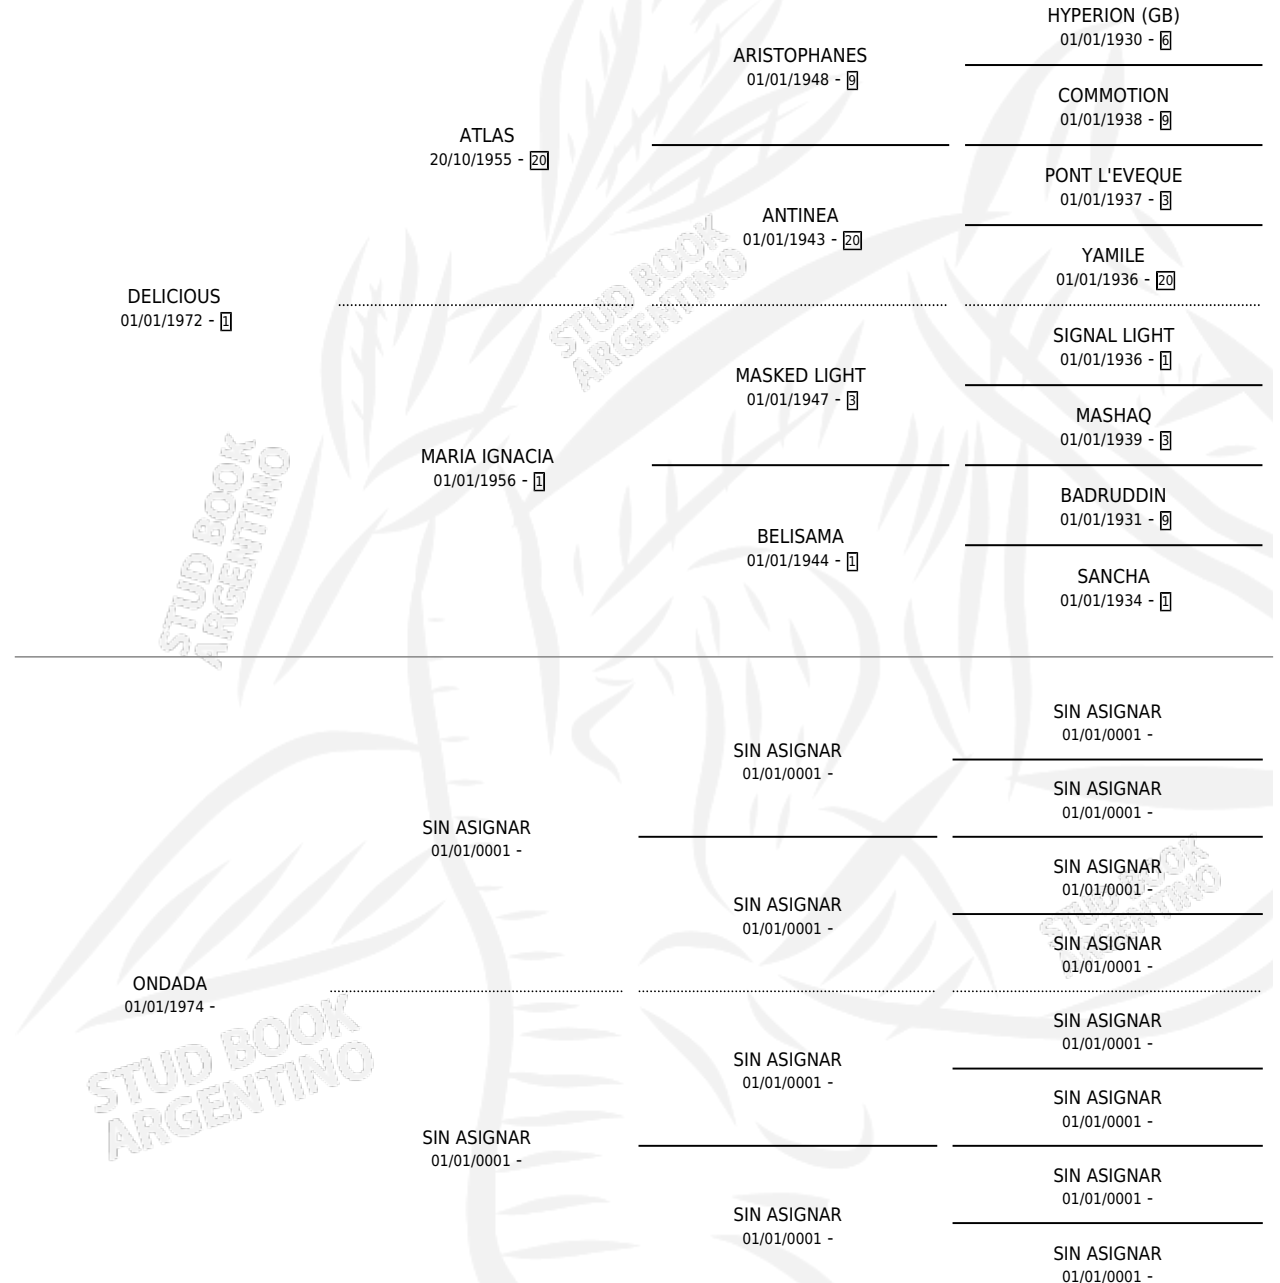 HYPERION (GB)
01/01/1930 - 6
ARISTOPHANES
01/01/1948 - 9
COMMOTION
01/01/1938 - 9
ATLAS
20/10/1955 - 20
PONT L'EVEQUE
01/01/1937 - 3
ANTINEA
01/01/1943 - 20
YAMILE
01/01/1936 - 20
DELICIOUS
01/01/1972 - 1
SIGNAL LIGHT
01/01/1936 - 1
MASKED LIGHT
01/01/1947 - 3
MASHAQ
01/01/1939 - 3
MARIA IGNACIA
01/01/1956 - 1
BADRUDDIN
01/01/1931 - 9
BELISAMA
01/01/1944 - 1
SANCHA
01/01/1934 - 1
SIN ASIGNAR
01/01/0001 -
SIN ASIGNAR
01/01/0001 -
SIN ASIGNAR
01/01/0001 -
SIN ASIGNAR
01/01/0001 -
SIN ASIGNAR
01/01/0001 -
SIN ASIGNAR
01/01/0001 -
SIN ASIGNAR
01/01/0001 -
ONDADA
01/01/1974 -
SIN ASIGNAR
01/01/0001 -
SIN ASIGNAR
01/01/0001 -
SIN ASIGNAR
01/01/0001 -
SIN ASIGNAR
01/01/0001 -
SIN ASIGNAR
01/01/0001 -
SIN ASIGNAR
01/01/0001 -
SIN ASIGNAR
01/01/0001 -
STUD BOOK
ARGENTINO
STUD BOOK
ARGENTINO
STUD BOOK
ARGENTINO
STUD BOOK
ARGENTINO